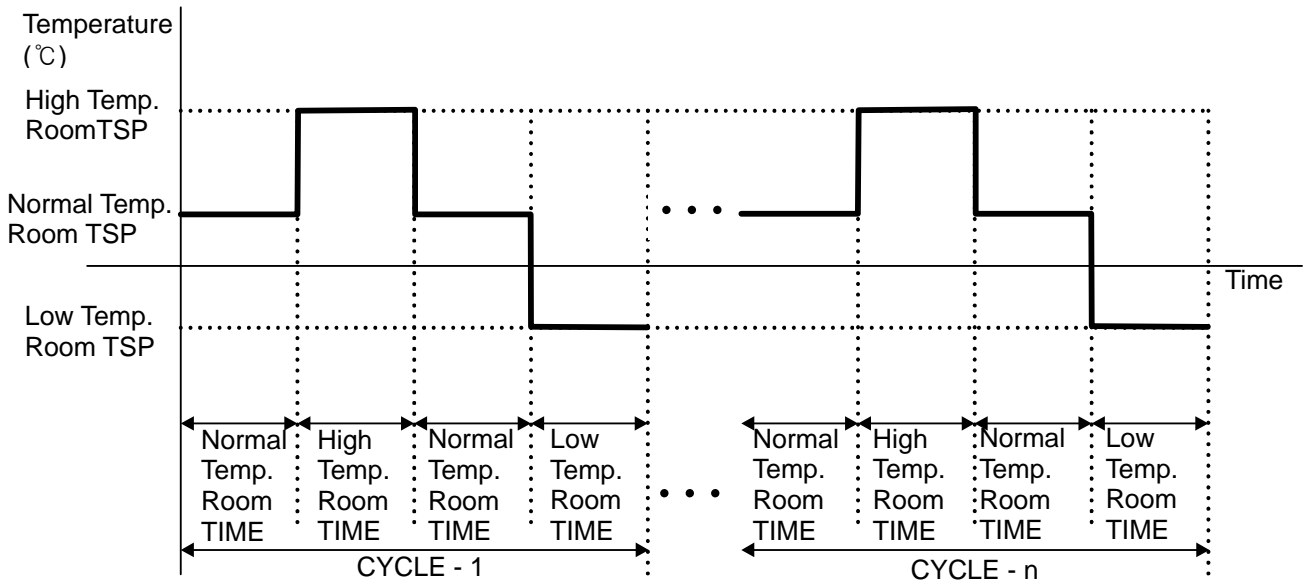 Temperature
(℃)
High Temp.
RoomTSP
Normal Temp.
Room TSP
Time
Low Temp.
Room TSP
Normal
Temp.
Room
TIME
High
Temp.
Room
TIME
Normal
Temp.
Room
TIME
Low
Temp.
Room
TIME
Normal
Temp.
Room
TIME
High
Temp.
Room
TIME
Normal
Temp.
Room
TIME
Low
Temp.
Room
TIME
CYCLE - 1
CYCLE - n